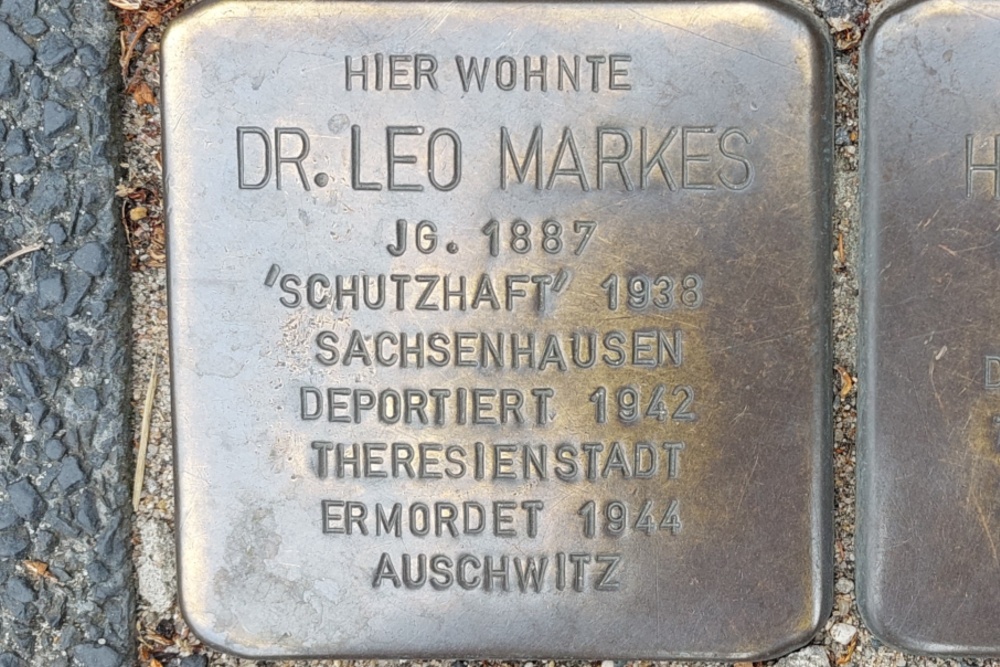 HIER WOHNTE
DR. LEO MARKES
JG. 1887
'SCHUTZHAFT' 1938
SACHSENHAUSEN
DEPORTIERT 1942
THERESIENSTADT
ERMORDET 1944
AUSCHWITZ